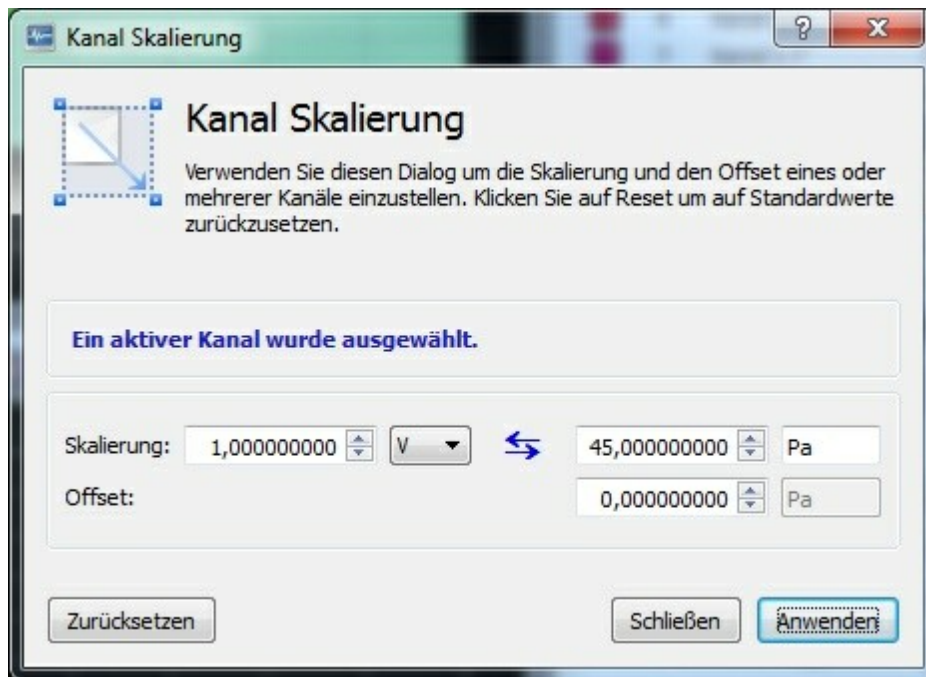 Kanal Skalierung
Kanal Skalierung
Verwenden Sie diesen Dialog um die Skalierung und den Offset eines oder
mehrerer Kanäle einzustellen. Klicken Sie auf Reset um auf Standardwerte
zurückzusetzen.
Ein aktiver Kanal wurde ausgewählt.
Skalierung: 1,000000000 V 45,000000000 Pa
Offset: 0,000000000 Pa
Zurücksetzen Schließen Anwenden